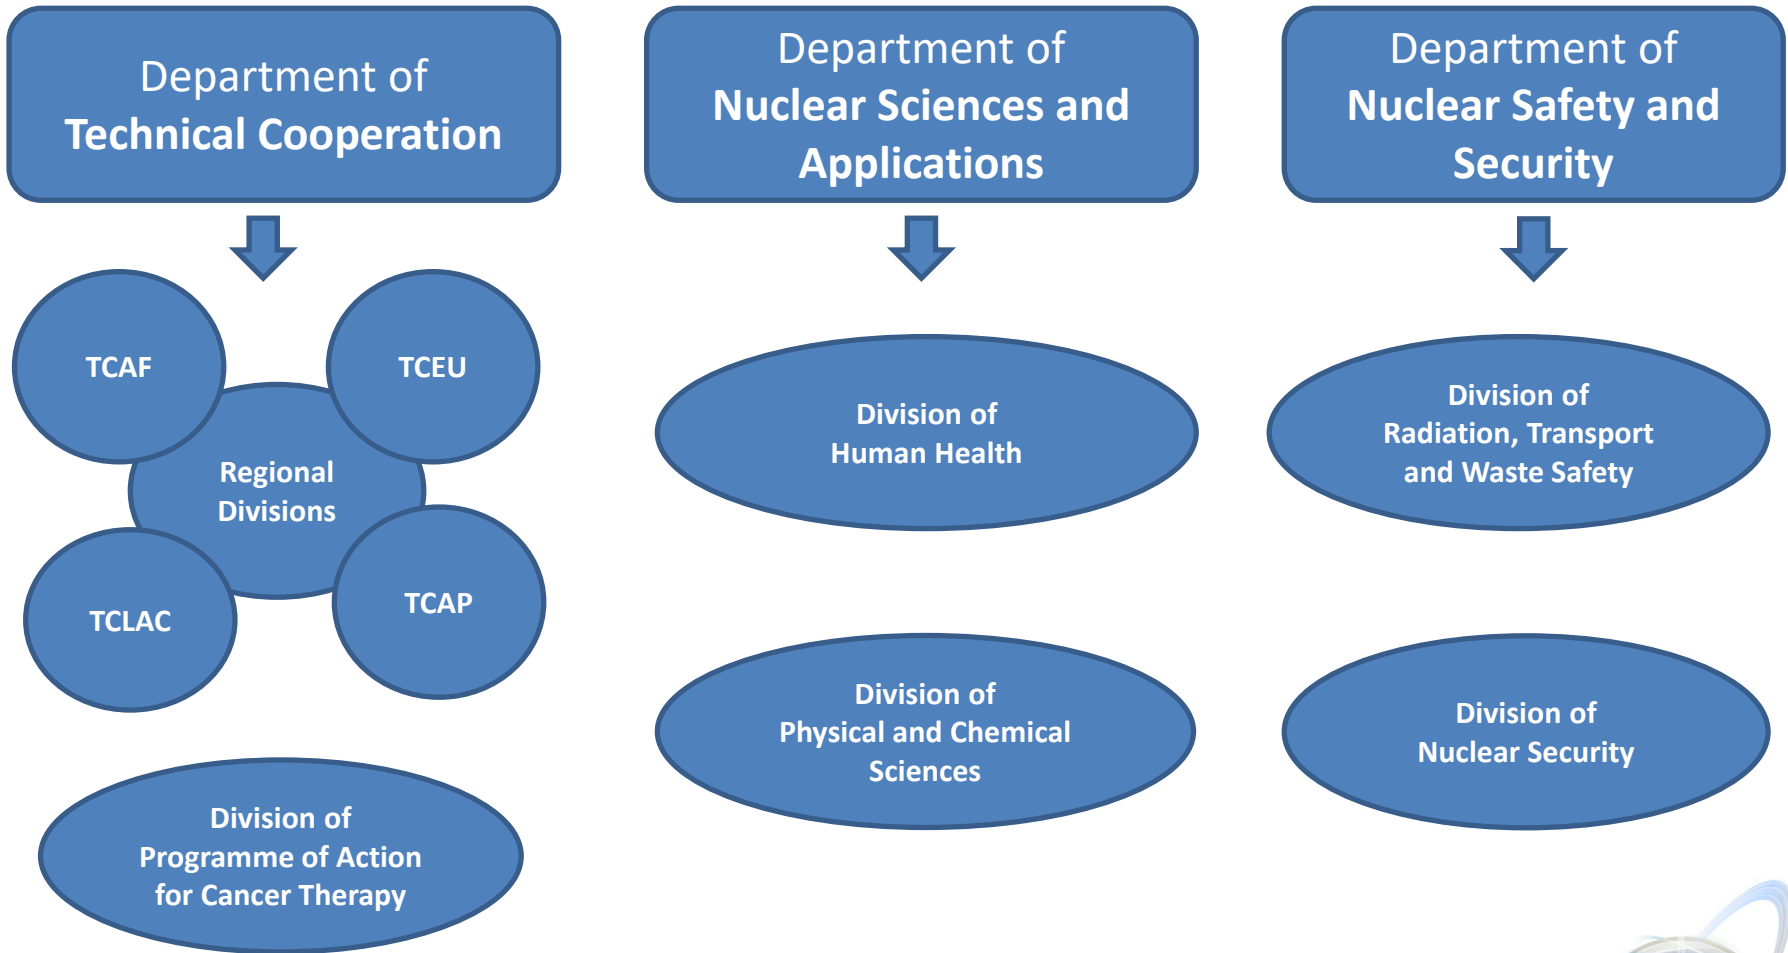 Department of
Technical Cooperation
Department of
Nuclear Sciences and
Applications
Department of
Nuclear Safety and
Security
TCAF
TCEU
Regional
Divisions
TCLAC
TCAP
Division of
Programme of Action
for Cancer Therapy
Division of
Human Health
Division of
Physical and Chemical
Sciences
Division of
Radiation, Transport
and Waste Safety
Division of
Nuclear Security